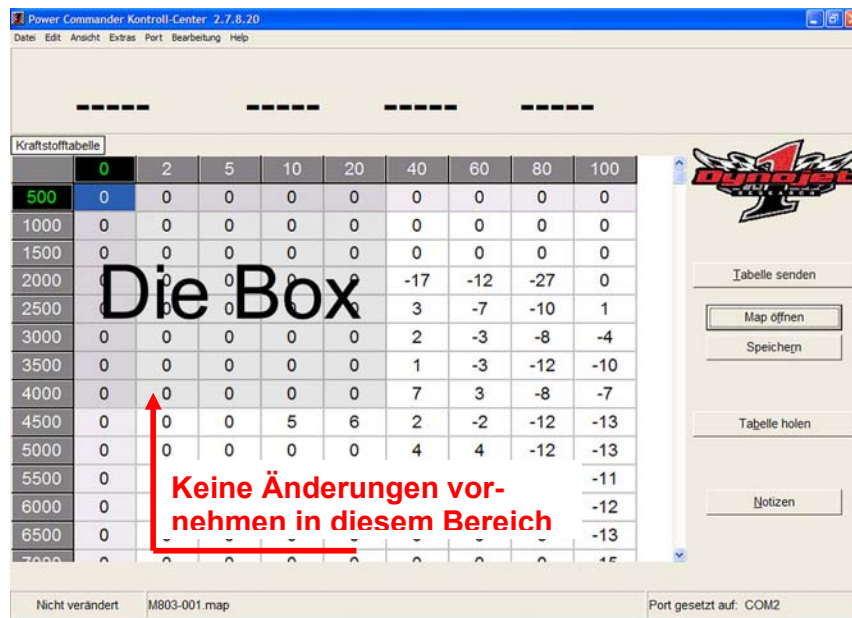 Power Commander Kontroll-Center 2.7.8.20
Datei Edit Ansicht Extras Port Bearbeitung Help
----- ----- ----- -----
Kraftstofftabelle
0 2 5 10 20 40 60 80 100
500 0 0 0 0 0 0 0 0 0
1000 0 0 0 0 0 0 0 0 0
1500 0 0 0 0 0 0 0 0 0
2000 -17 -12 -27 0
Die Box
2500 3 -7 -10 1
3000 0 0 0 0 0 2 -3 -8 -4
3500 0 0 0 0 0 1 -3 -12 -10
4000 0 0 0 0 0 7 3 -8 -7
4500 0 0 0 5 6 2 -2 -12 -13
5000 0 0 0 0 0 4 4 -12 -13
5500 0 -11
Keine Änderungen vor-
6000 0 -12
nehmen in diesem Bereich
6500 0 -13
Dynojet
RESEARCH
Tabelle senden
Map öffnen
Speichern
Tabelle holen
Notizen
Nicht verändert M803-001.map Port gesetzt auf: COM2